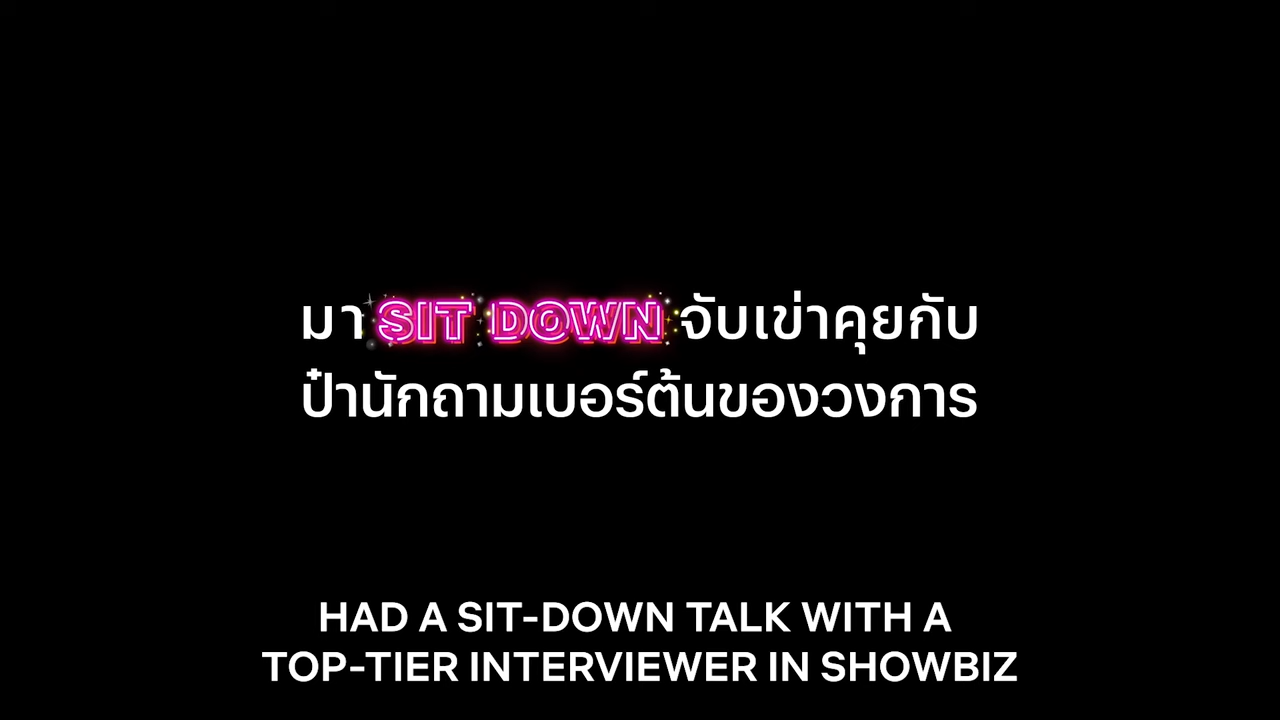 มา SIT DOWN จับเข่าคุยกับ
ป๋านักถามเบอร์ต้นของวงการ
HAD A SIT-DOWN TALK WITH A
TOP-TIER INTERVIEWER IN SHOWBIZ